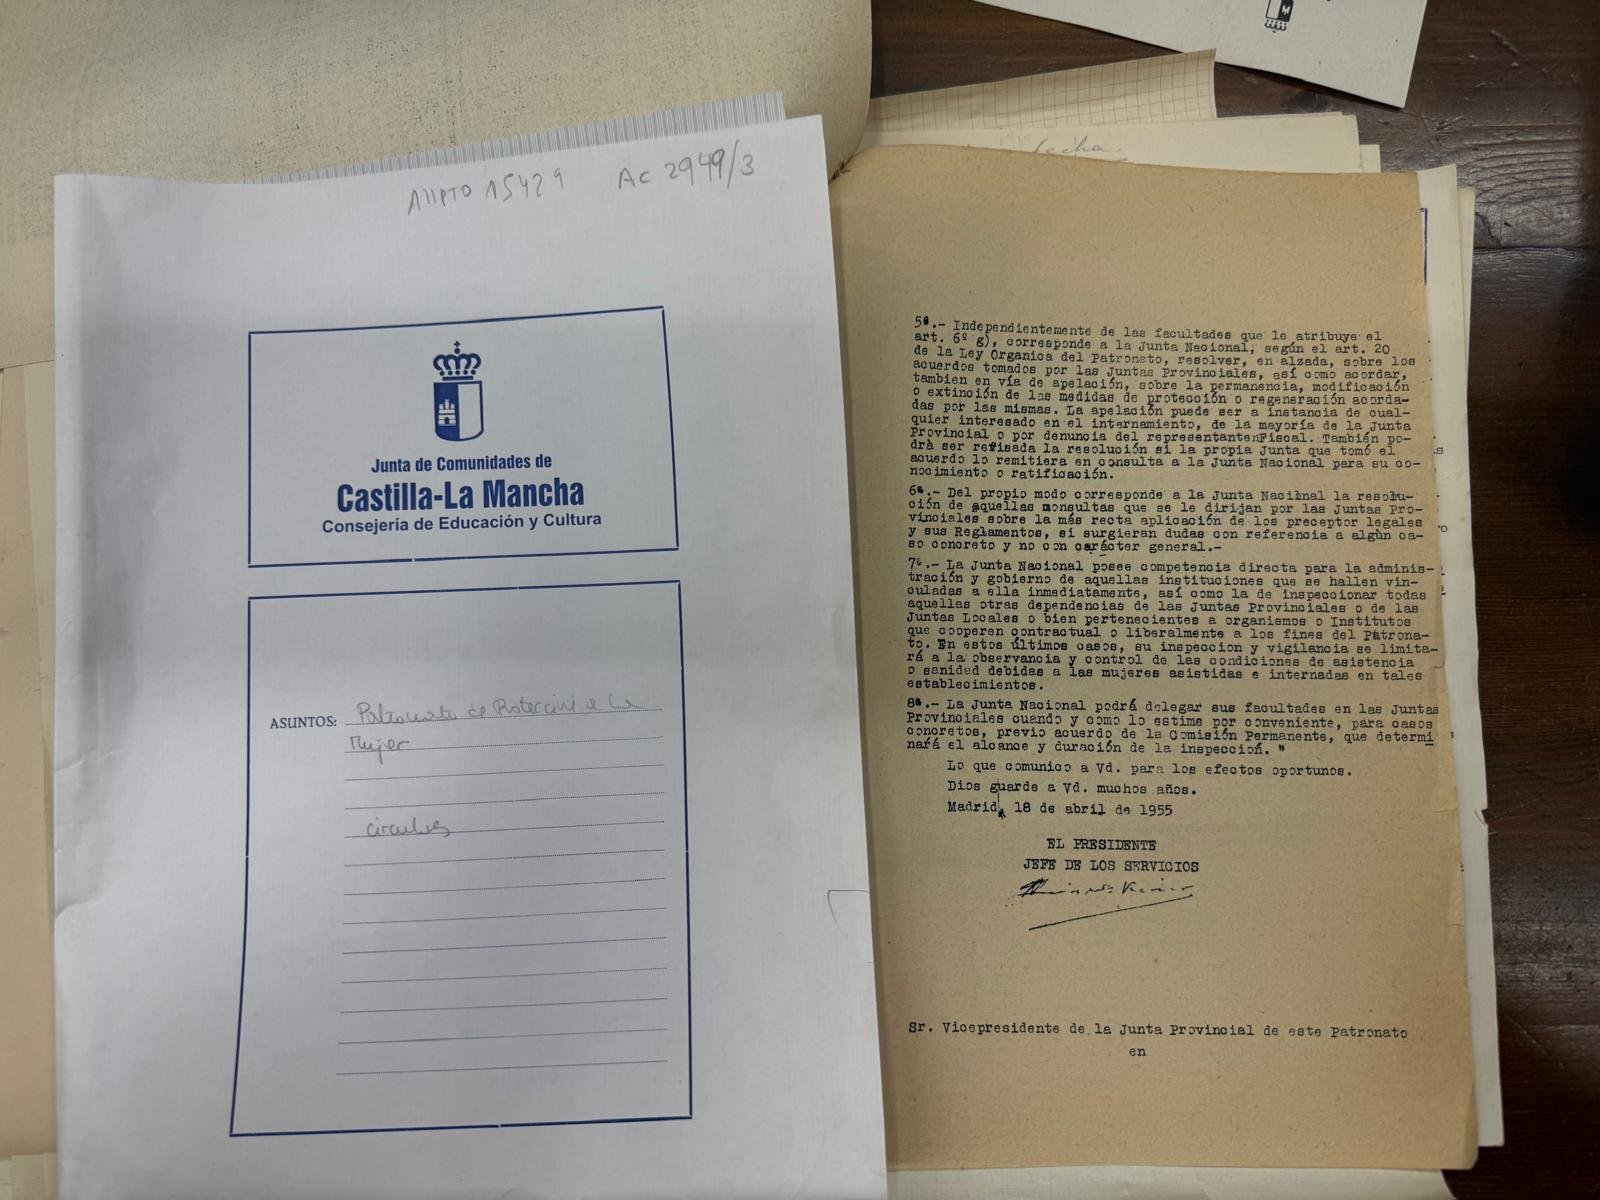 AHPTO 15429 AC 2949/3
Junta de Comunidades de
Castilla-La Mancha
Consejería de Educación y Cultura
ASUNTOS: Patronato de Protección a la
Mujer
circulares
fecha
5ª.- Independientemente de las facultades que le atribuye el
art. 6º g), corresponde a la Junta Nacional, según el art. 20
de la Ley Organica del Patronato, resolver, en alzada, sobre los
acuerdos tomados por las Juntas Provinciales, así como acordar,
tambien en vía de apelación, sobre la permanencia, modificación
o extinción de las medidas de protección o regeneración acorda-
das por las mismas. La apelación puede ser a instancia de cual-
quier interesado en el internamiento, de la mayoría de la Junta
Provincial o por denuncia del representantenFiscal. También po-
drá ser refisada la resolución si la propia Junta que tomó el
acuerdo lo remitiera en consulta a la Junta Nacional para su co-
nocimiento o ratificación.
6ª.- Del propio modo corresponde a la Junta Nacilnal la resolu-
ción de aquellas monsultas que se le dirijan por las Juntas Pro-
vinciales sobre la más recta aplicación de los preceptor legales
y sus Reglamentos, si surgieran dudas con referencia a algún ca-
so concreto y no con carácter general.-
7ª.- La Junta Nacional posee competencia directa para la adminis-
tración y gobierno de aquellas instituciones que se hallen vin-
culadas a ella inmediatamente, así como la de inspeccionar todas
aquellas otras dependencias de las Juntas Provinciales o de las
Juntas Locales o bien pertenecientes a organismos o Institutos
que cooperen contractual o liberalmente a los fines del Patrona-
to. En estos últimos casos, su inspeccion y vigilancia se limita-
rá a la observancia y control de las condiciones de asistencia
o sanidad debidas a las mujeres asistidas e internadas en tales
establecimientos.
8ª.- La Junta Nacional podrá delegar sus facultades en las Juntas
Provinciales cuando y como lo estime por conveniente, para casos
concretos, previo acuerdo de la Comisión Permanente, que determi
nará el alcance y duración de la inspección. "
Lo que comunico a Vd. para los efectos oportunos.
Dios guarde a Vd. muchos años.
Madrid, 18 de abril de 1955
EL PRESIDENTE
JEFE DE LOS SERVICIOS
Sr. Vicepresidente de la Junta Provincial de este Patronato
en